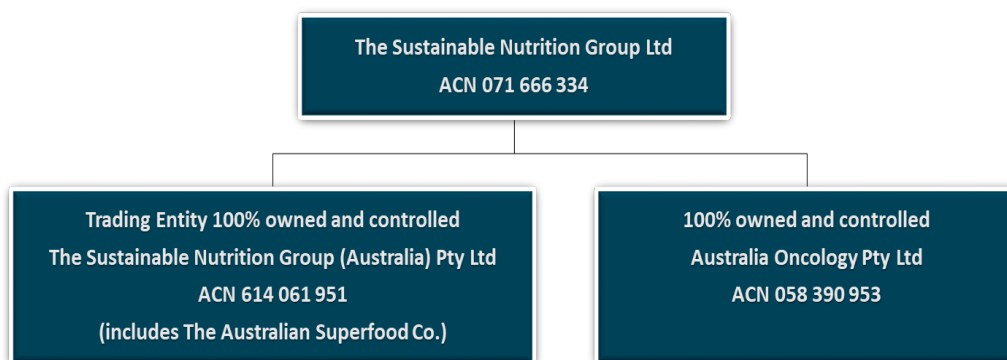 The Sustainable Nutrition Group Ltd
ACN 071 666 334
Trading Entity 100% owned and controlled
The Sustainable Nutrition Group (Australia) Pty Ltd
ACN 614 061 951
(includes The Australian Superfood Co.)
100% owned and controlled
Australia Oncology Pty Ltd
ACN 058 390 953